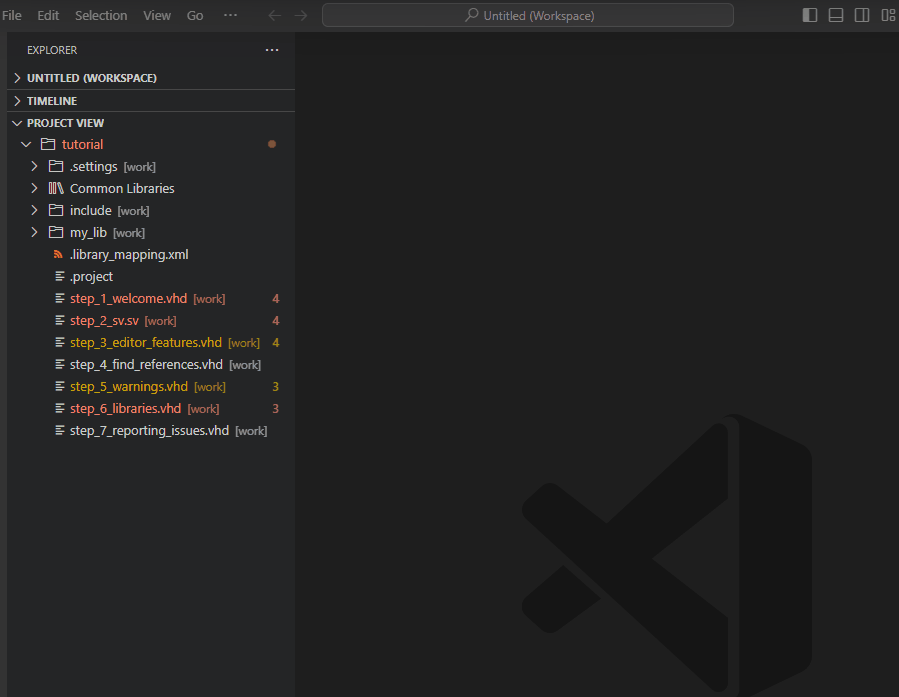 File Edit Selection View Go ··· Untitled (Workspace)
EXPLORER ···
UNTITLED (WORKSPACE)
TIMELINE
PROJECT VIEW
tutorial
.settings [work]
Common Libraries
include [work]
my_lib [work]
.library_mapping.xml
.project
step_1_welcome.vhd [work] 4
step_2_sv.sv [work] 4
step_3_editor_features.vhd [work] 4
step_4_find_references.vhd [work]
step_5_warnings.vhd [work] 3
step_6_libraries.vhd [work] 3
step_7_reporting_issues.vhd [work]